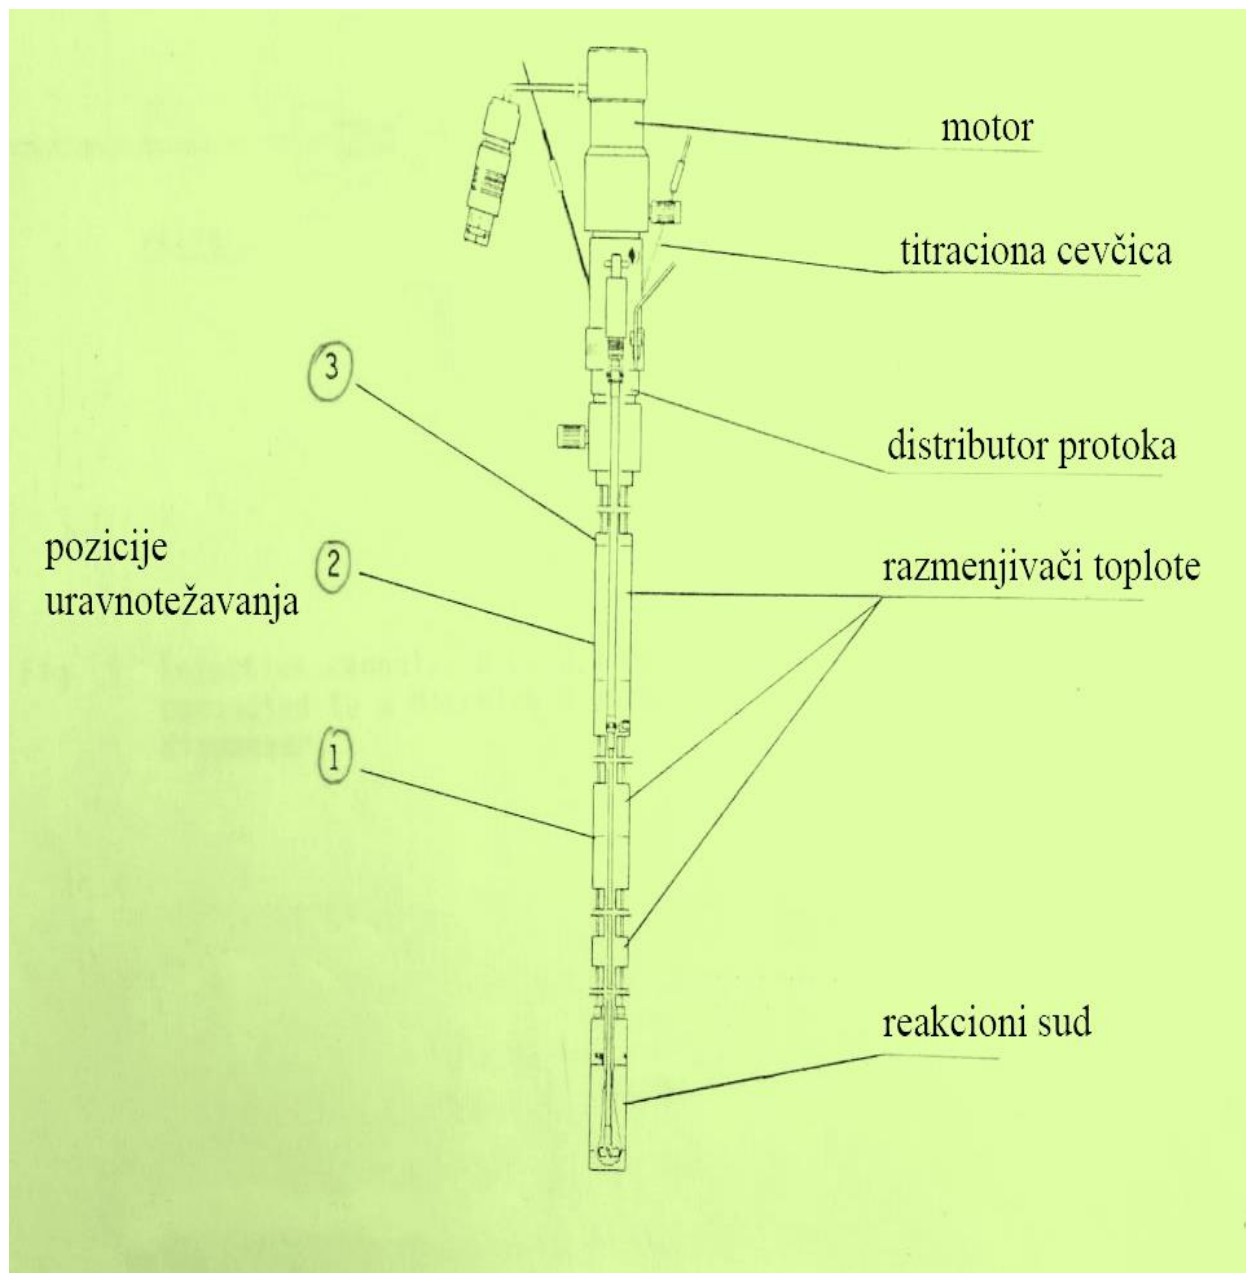 motor
titraciona cevčica
3
distributor protoka
pozicije
uravnotežavanja
2
razmenjivači toplote
1
reakcioni sud